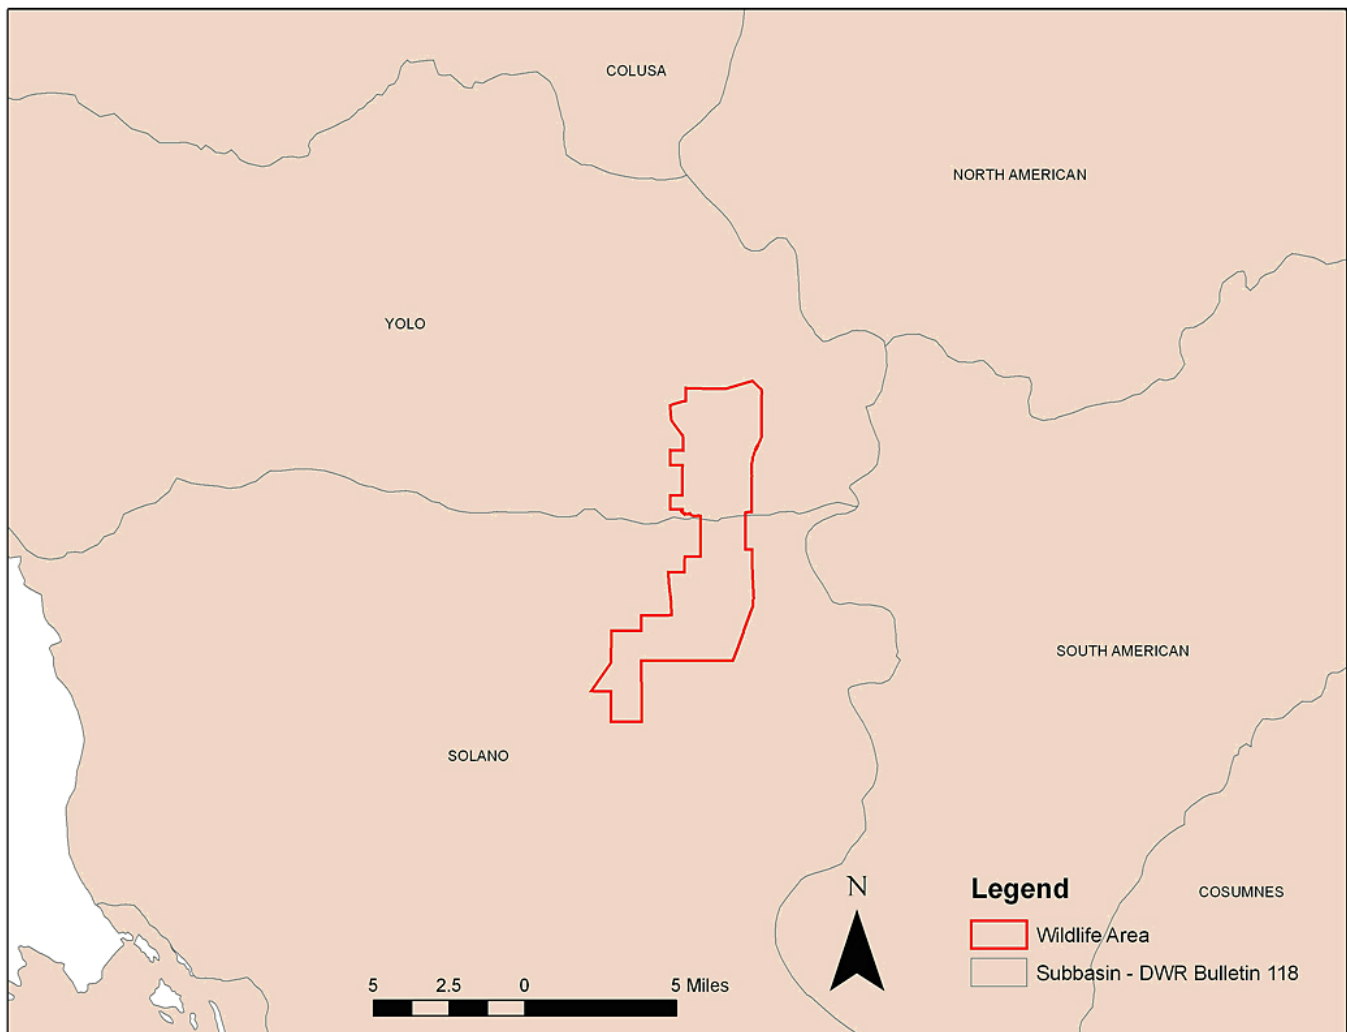 COLUSA
NORTH AMERICAN
YOLO
SOUTH AMERICAN
SOLANO
N
Legend
COSUMNES
Wildlife Area
Subbasin - DWR Bulletin 118
5 2.5 0 5 Miles